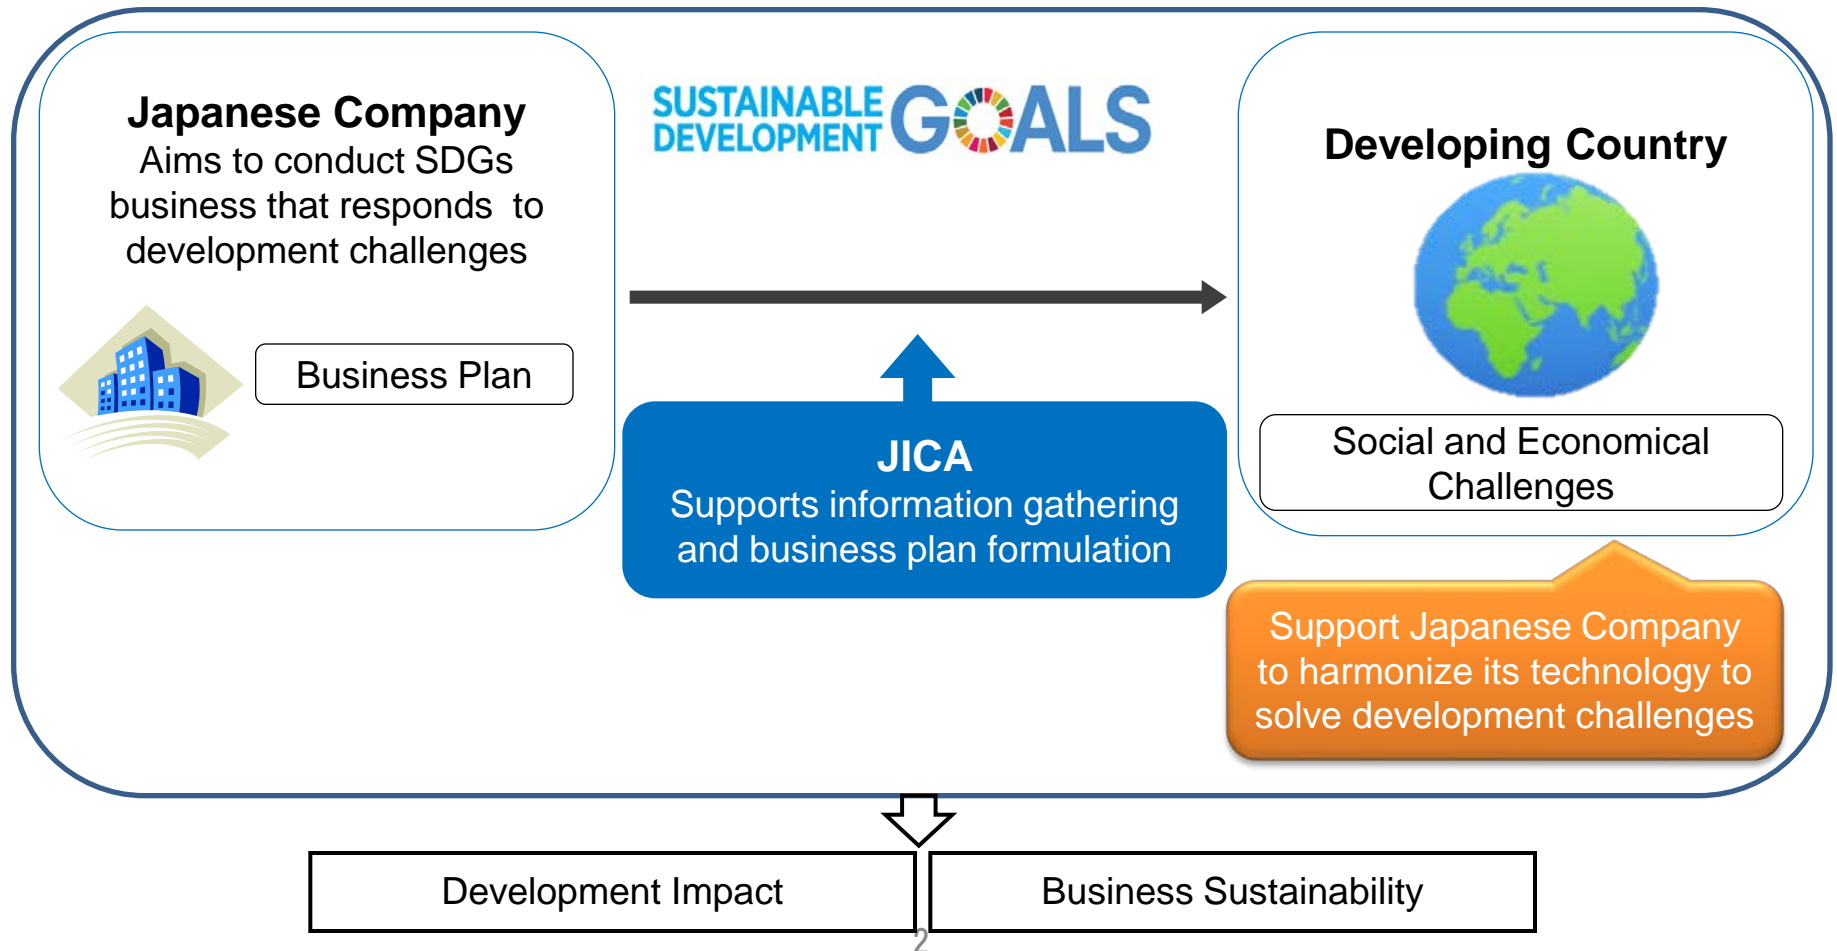 Japanese Company
Aims to conduct SDGs
business that responds to
development challenges
Business Plan
SUSTAINABLE
DEVELOPMENT
GOALS
JICA
Supports information gathering
and business plan formulation
Developing Country
Social and Economical
Challenges
Support Japanese Company
to harmonize its technology to
solve development challenges
Development Impact
Business Sustainability
2